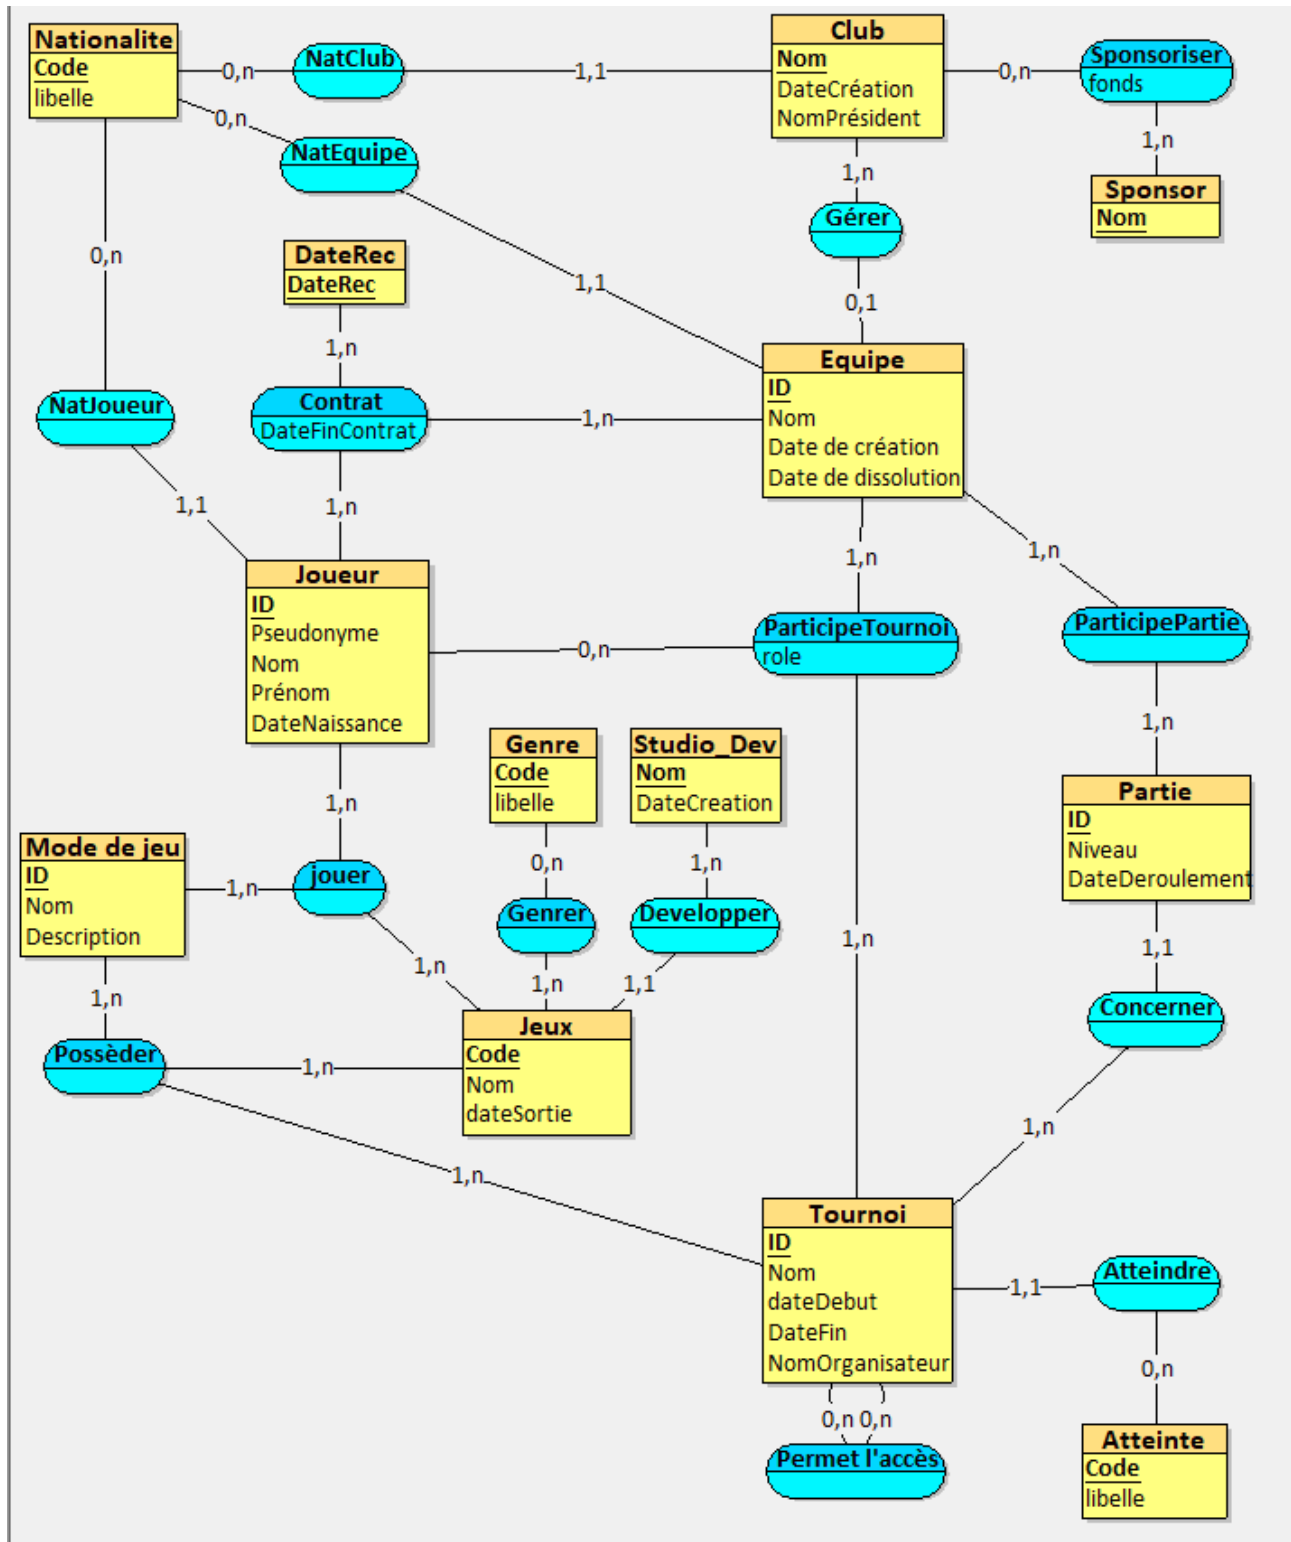 Nationalite
Code
libelle
0,n
NatClub
1,1
Club
Nom
DateCréation
NomPrésident
0,n
Sponsoriser
fonds
1,n
Sponsor
Nom
0,n
NatEquipe
1,1
1,n
Gérer
0,1
0,n
DateRec
DateRec
1,n
Contrat
DateFinContrat
1,n
Equipe
ID
Nom
Date de création
Date de dissolution
NatJoueur
1,1
1,n
Joueur
ID
Pseudonyme
Nom
Prénom
DateNaissance
0,n
1,n
ParticipeTournoi
role
1,n
ParticipePartie
1,n
Partie
ID
Niveau
DateDeroulement
1,n
Genre
Code
libelle
Studio_Dev
Nom
DateCreation
Mode de jeu
ID
Nom
Description
1,n
jouer
0,n
Genrer
1,n
1,n
Developper
1,1
1,n
1,n
1,n
1,1
Concerner
Possèder
1,n
Jeux
Code
Nom
dateSortie
1,n
1,n
Tournoi
ID
Nom
dateDebut
DateFin
NomOrganisateur
1,1
Atteindre
0,n
Atteinte
Code
libelle
0,n 0,n
Permet l'accès